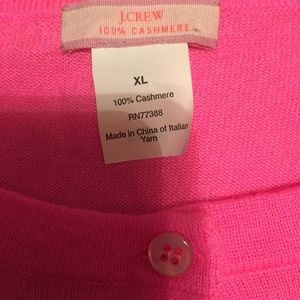 J.CREW
100% CASHMERE
XL
100% Cashmere
RN77388
Made in China of Italian
Yarn